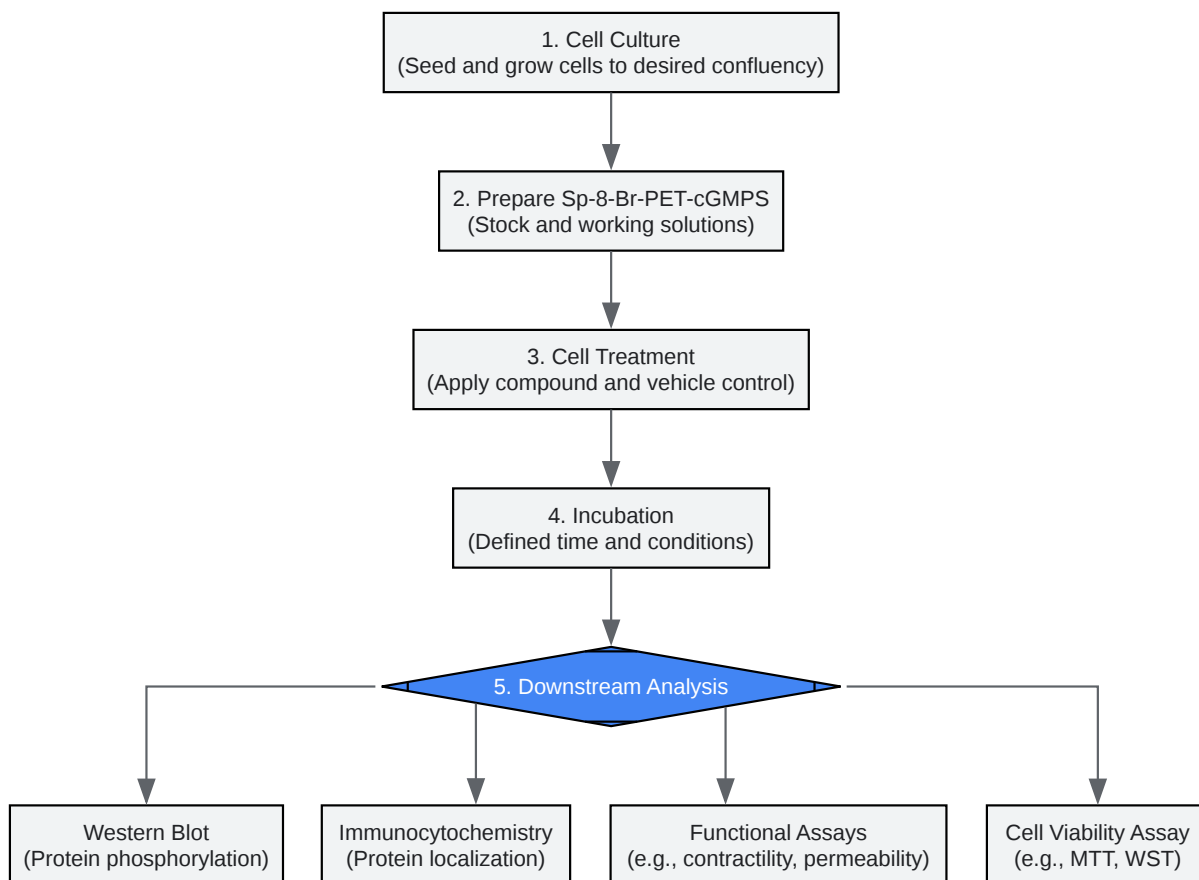 1. Cell Culture
(Seed and grow cells to desired confluency)
2. Prepare Sp-8-Br-PET-cGMPS
(Stock and working solutions)
3. Cell Treatment
(Apply compound and vehicle control)
4. Incubation
(Defined time and conditions)
5. Downstream Analysis
Western Blot
(Protein phosphorylation)
Immunocytochemistry
(Protein localization)
Functional Assays
(e.g., contractility, permeability)
Cell Viability Assay
(e.g., MTT, WST)